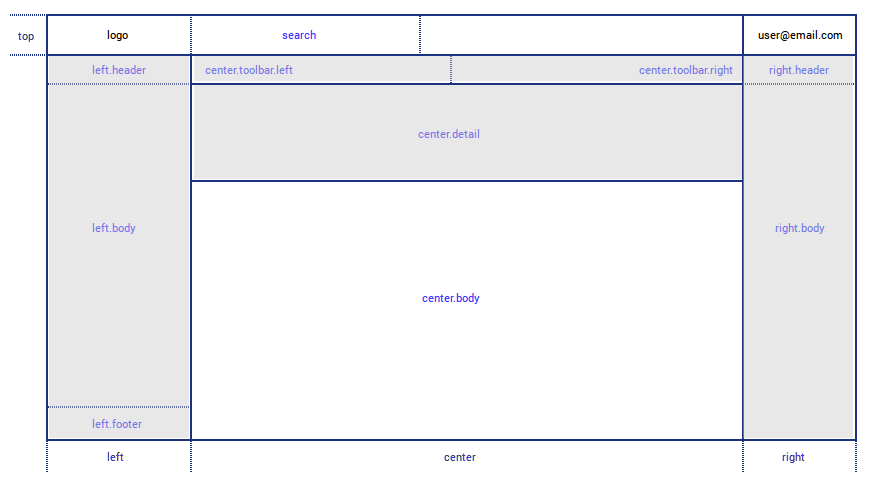 top
logo
search
user@email.com
left.header
center.toolbar.left
center.toolbar.right
right.header
center.detail
left.body
right.body
center.body
left.footer
left
center
right